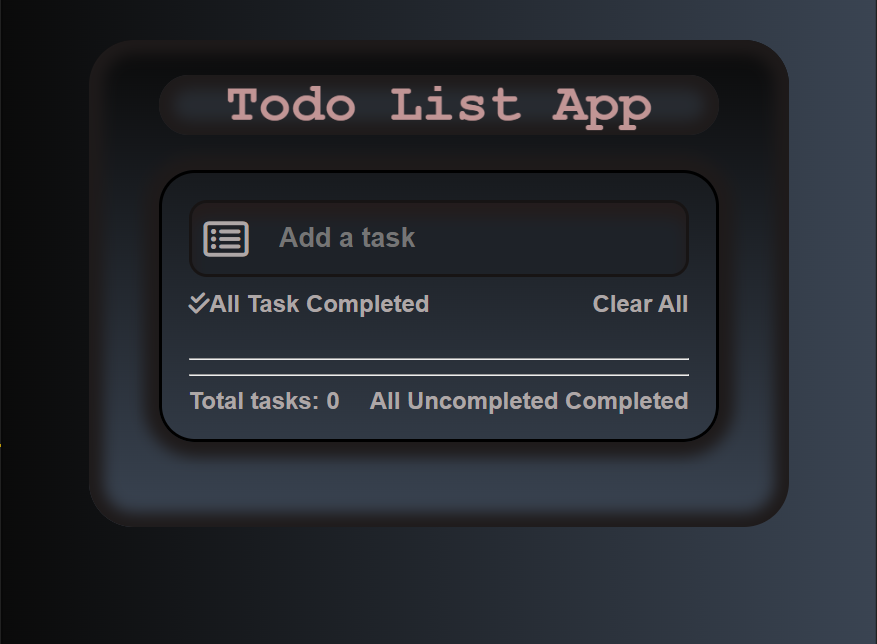 Todo List App
Add a task
All Task Completed Clear All
Total tasks: 0 All Uncompleted Completed